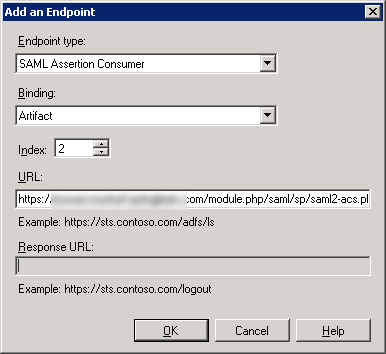 Add an Endpoint
Endpoint type:
SAML Assertion Consumer
Binding:
Artifact
Index: 2
URL:
https:/ .com/module.php/saml/sp/saml2-acs.pl
Example: https://sts.contoso.com/adfs/ls
Response URL:
Example: https://sts.contoso.com/logout
OK Cancel Help